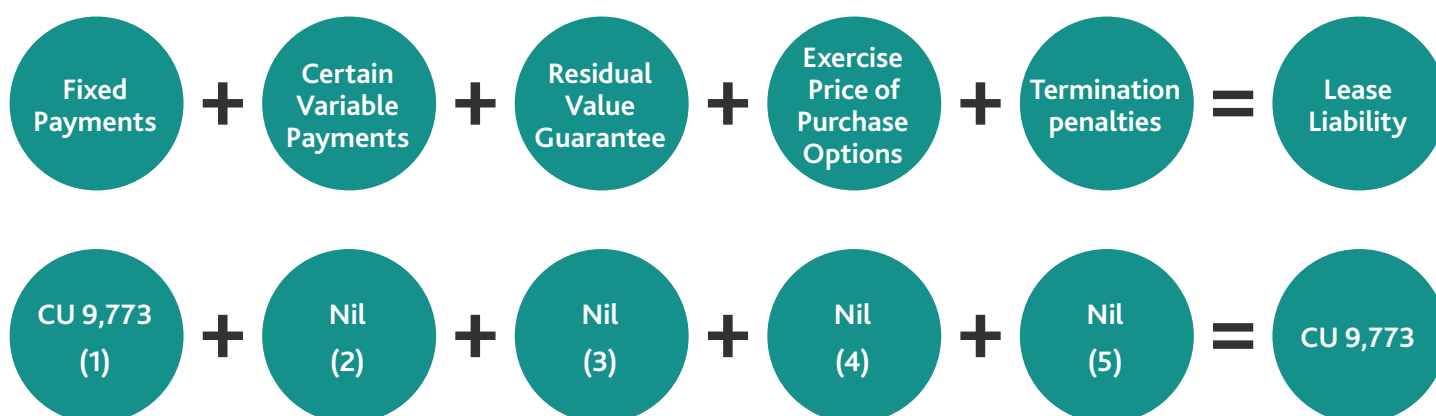 Fixed
Payments
+
Certain
Variable
Payments
+
Residual
Value
Guarantee
+
Exercise
Price of
Purchase
Options
+
Termination
penalties
=
Lease
Liability
CU 9,773
(1)
+
Nil
(2)
+
Nil
(3)
+
Nil
(4)
+
Nil
(5)
=
CU 9,773